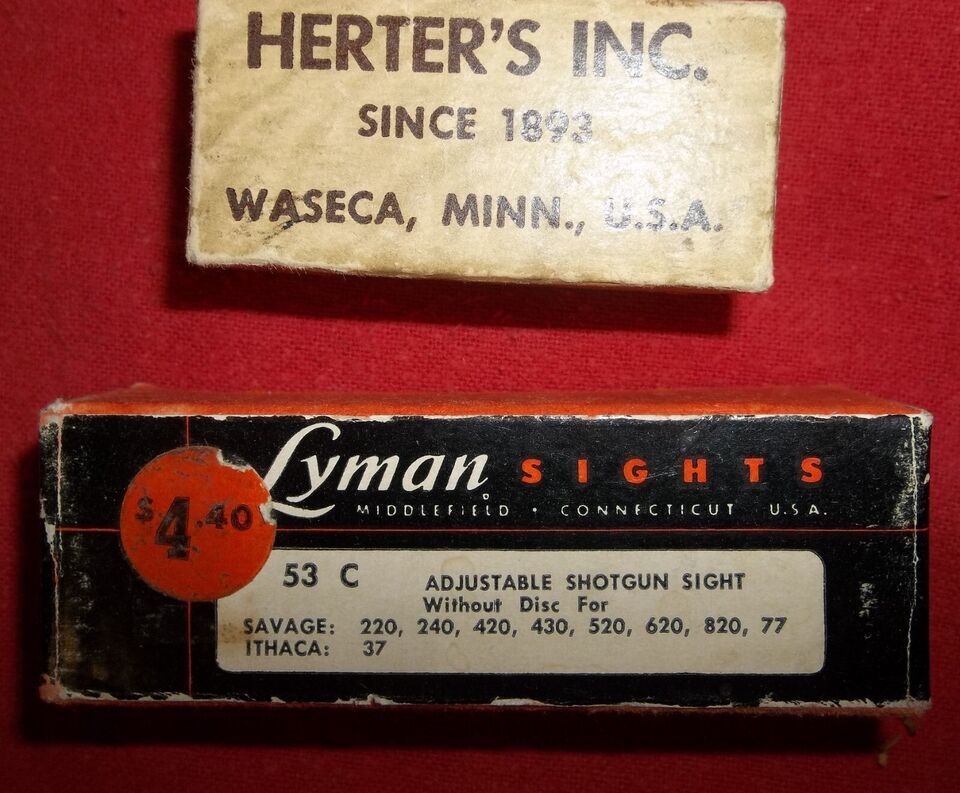 HERTER'S INC.
SINCE 1893
WASECA, MINN., U.S.A.
Lyman SIGHTS
MIDDLEFIELD • CONNECTICUT U.S.A.
$4.40
53 C ADJUSTABLE SHOTGUN SIGHT
Without Disc For
SAVAGE: 220, 240, 420, 430, 520, 620, 820, 77
ITHACA: 37